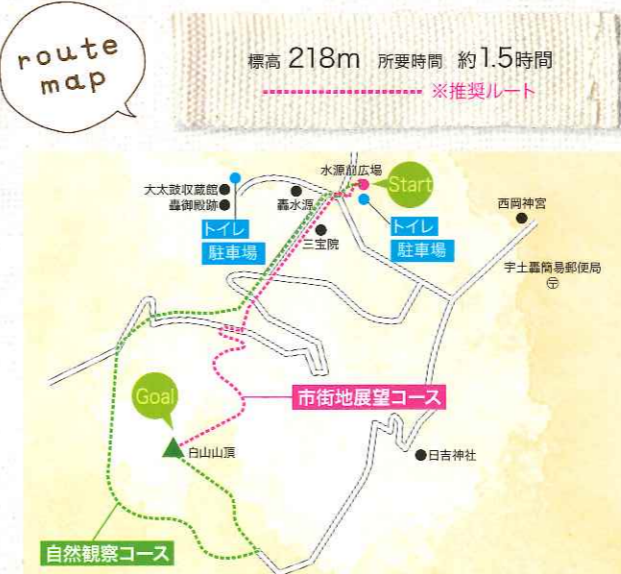 route
map
標高 218m 所要時間 約1.5時間
※推奨ルート
水源前広場
Start
大太鼓収蔵館
轟御殿跡
轟水源
トイレ
駐車場
三宝院
トイレ
駐車場
西岡神宮
宇土轟簡易郵便局
〶
Goal
市街地展望コース
白山山頂
日吉神社
自然観察コース